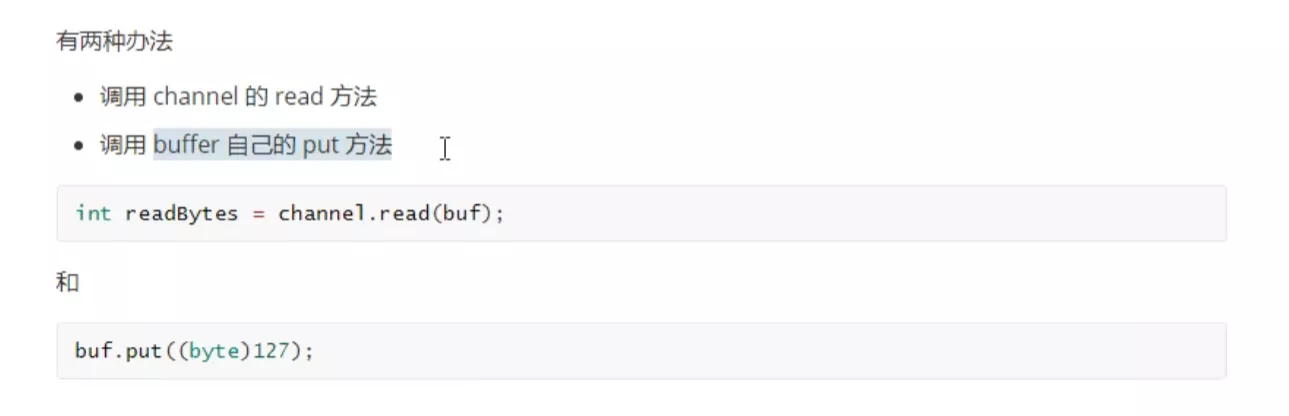 有两种办法
调用 channel 的 read 方法
调用 buffer 自己的 put 方法
int readBytes = channel.read(buf);
和
buf.put((byte)127);